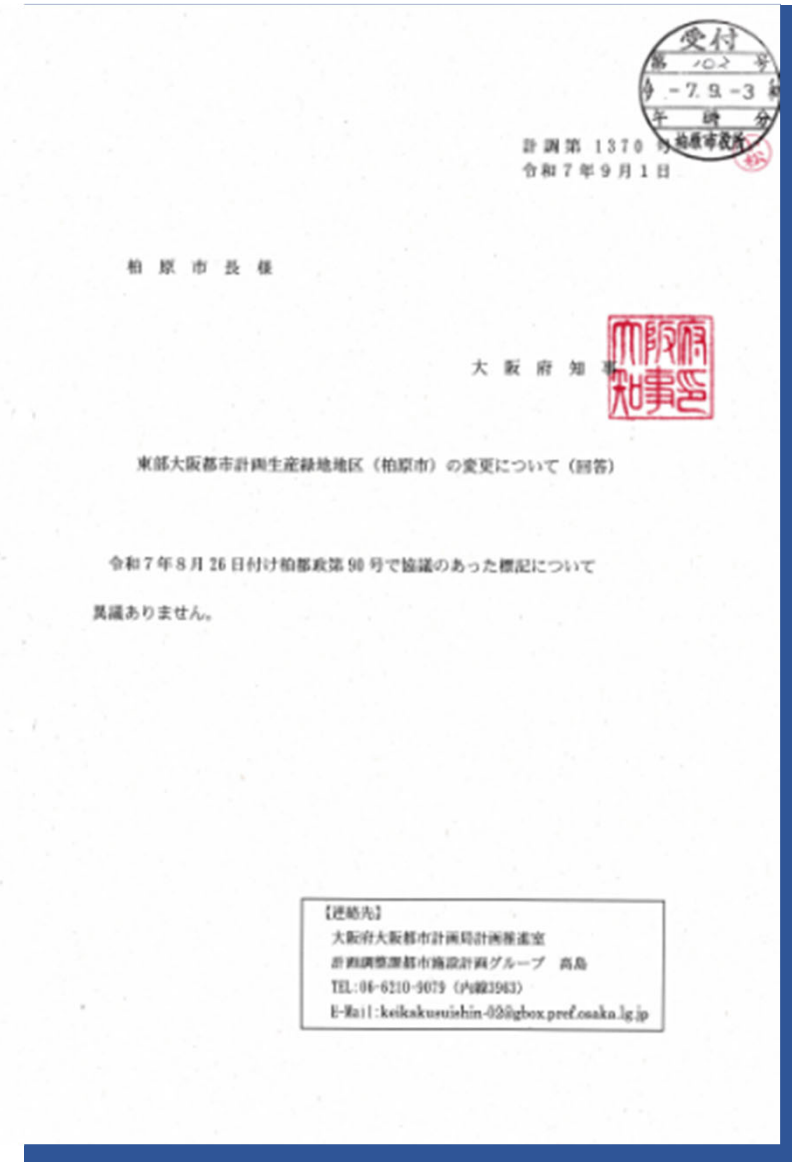 受付
第 102 号
令 -7.9.-3
午 時 分
柏原市役所
松
計調第 1370 号
令和7年9月1日
柏原市長様
大阪府知事
大阪府知事印
東部大阪都市計画生産緑地地区(柏原市)の変更について(回答)
令和7年8月26日付け柏都政第90号で協議のあった標記について
異議ありません。
【連絡先】
大阪府大阪都市計画局計画推進室
計画調整課都市施設計画グループ 高島
TEL:06-6210-9079(内線3963)
E-Mail:keikakusuishin-02@gbox.pref.osaka.lg.jp